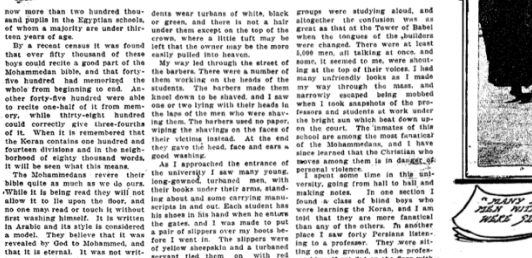 now more than two hundred thou-
sand pupils in the Egyptian schools,
of whom a majority are under thir-
teen years of age.
By a recent census it was found
that over fifty thousand of these
boys could recite a good part of the
Mohammedan bible, and that forty-
five hundred had memorized the
whole from beginning to end. An-
other forty-five hundred were able
to recite one-half of it from mem-
ory, while thirty-eight hundred
could correctly give three-fourths
of it. When it is remembered that
the Koran contains one hundred and
fourteen divisions and in the neigh-
borhood of eighty thousand words,
it will be seen what this means.
The Mohammedans revere their
bible quite as much as we do ours.
While it is being read they will not
allow it to lie upon the floor, and
no one may read or touch it without
first washing himself. It is written
in Arabic and its style is considered
a model. They believe that it was
revealed by God to Mohammed, and
that it is eternal. It was not writ-
dents wear turbans of white, black
or green, and there is not a hair
under them except on the top of the
crown, where a little tuft may be
left that the owner may be the more
easily pulled into heaven.
My way led through the street of
the barbers. There were a number of
them working on the heads of the
students. The barbers made them
kneel down to be shaved, and I saw
one or two lying with their heads in
the laps of the men who were shav-
ing them. The barbers used no paper,
wiping the shavings on the faces of
their victims instead. At the end
they gave the head, face and ears a
good washing.
As I approached the entrance of
the university I saw many young,
long-gowned, turbaned men, with
their books under their arms, stand-
ing about and some carrying manu-
scripts in and out. Each student has
his shoes in his hand when he enters
the gates, and I was made to put
a pair of slippers over my boots be-
fore I went in. The slippers were
of yellow sheepskin and a turbaned
servant tied them on with red
groups were studying aloud, and
altogether the confusion was as
great as that at the Tower of Babel
when the tongues of the builders
were changed. There were at least
5,000 men, all talking at once, and
some, it seemed to me, were shout-
ing at the top of their voices. I had
many unfriendly looks as I made
my way through the mass, and
narrowly escaped being mobbed
when I took snapshots of the pro-
fessors and students at work under
the bright sun which beat down up-
on the court. The inmates of this
school are among the most fanatical
of the Mohammedans, and I have
since learned that the Christian who
moves among them is in danger of
personal violence.
I spent some time in this uni-
versity, going from hall to hall and
making notes. In one section I
found a class of blind boys who
were learning the Koran, and I am
told that they are more fanatical
than any of the others. In another
place I saw forty Persians listen-
ing to a professor. They were sit-
ting on the ground, and the profes-
"MANY
MEN WITH
WERE